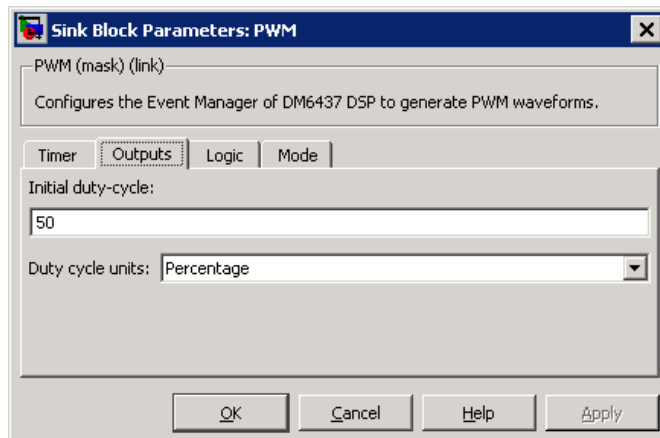 Sink Block Parameters: PWM
PWM (mask) (link)
Configures the Event Manager of DM6437 DSP to generate PWM waveforms.
Timer Outputs Logic Mode
Initial duty-cycle:
50
Duty cycle units: Percentage
OK Cancel Help Apply